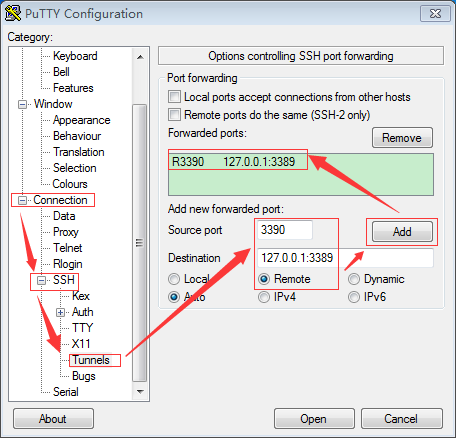 PuTTY Configuration
Category:
Keyboard
Bell
Features
Window
Appearance
Behaviour
Translation
Selection
Colours
Connection
Data
Proxy
Telnet
Rlogin
SSH
Kex
Auth
TTY
X11
Tunnels
Bugs
Serial
Options controlling SSH port forwarding
Port forwarding
Local ports accept connections from other hosts
Remote ports do the same (SSH-2 only)
Forwarded ports:
Remove
R3390 127.0.0.1:3389
Add new forwarded port:
Source port 3390 Add
Destination 127.0.0.1:3389
Local Remote Dynamic
Auto IPv4 IPv6
About Open Cancel